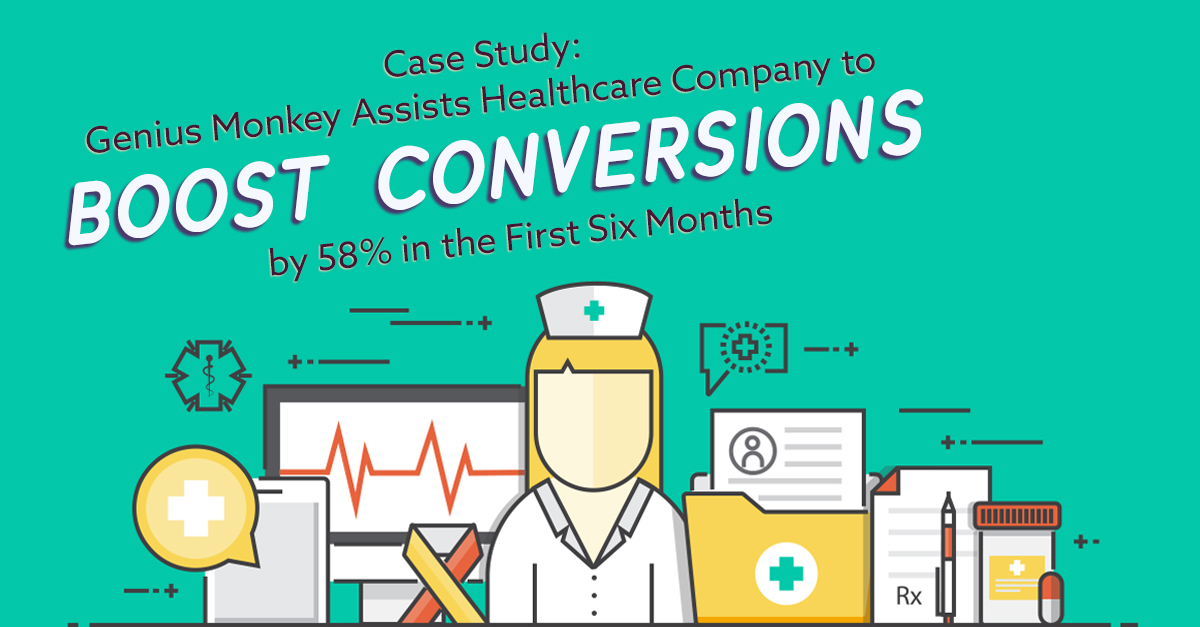 Case Study:
Genius Monkey Assists Healthcare Company to
BOOST CONVERSIONS
by 58% in the First Six Months
Rx